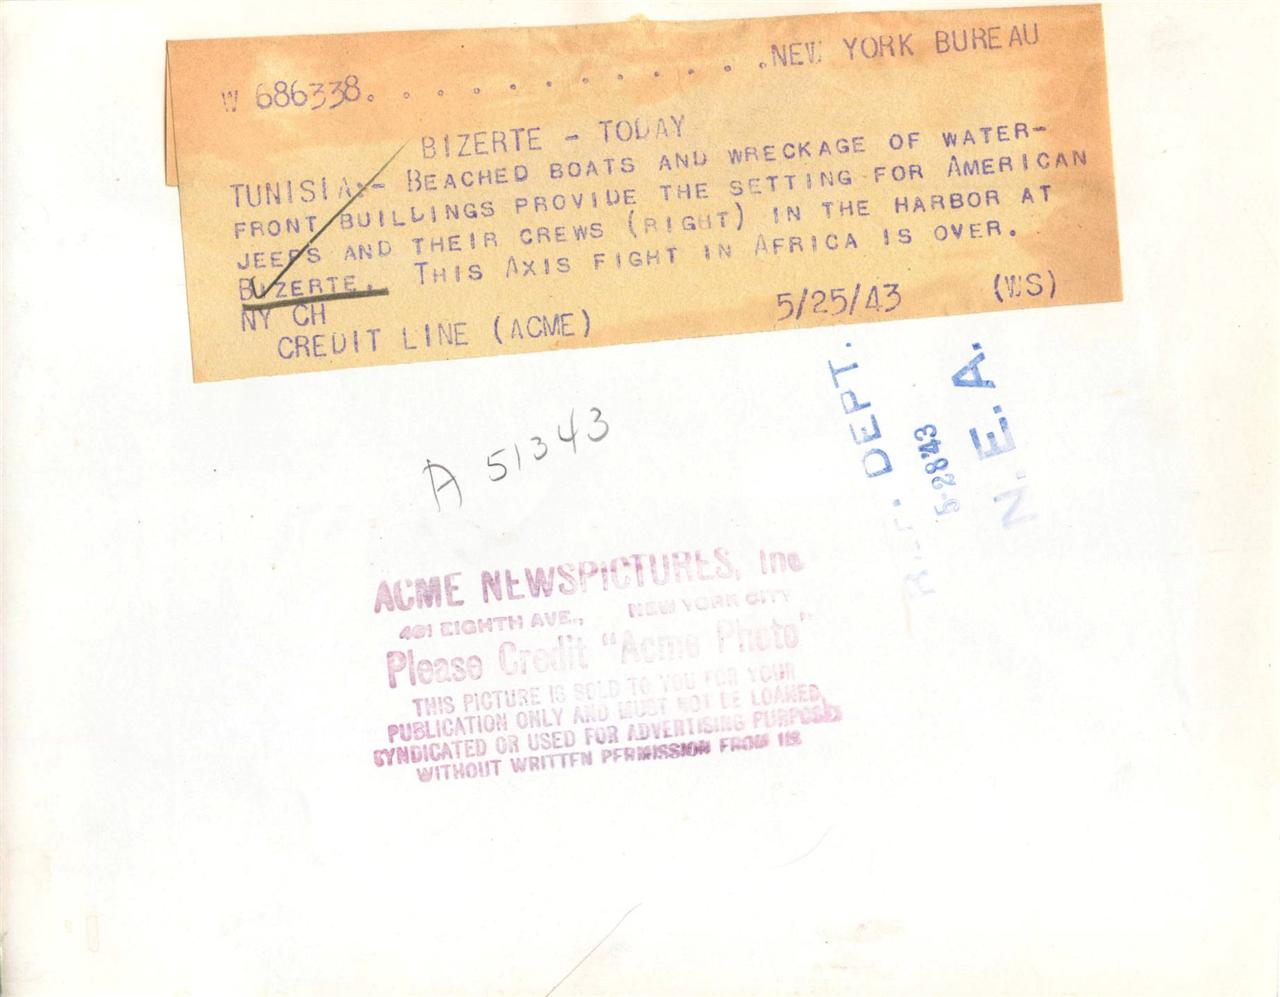 W 686338. . . . . . . . . . . .NEW YORK BUREAU
BIZERTE - TODAY
TUNISIA:- BEACHED BOATS AND WRECKAGE OF WATER-
FRONT BUILDINGS PROVIDE THE SETTING FOR AMERICAN
JEEPS AND THEIR CREWS (RIGHT) IN THE HARBOR AT
BIZERTE. THIS AXIS FIGHT IN AFRICA IS OVER.
NY CH
CREDIT LINE (ACME) 5/25/43 (WS)
A 51343
DEPT.
5-28 43
N. E. A.
ACME NEWSPICTURES, Inc
461 EIGHTH AVE., NEW YORK CITY
Please Credit "Acme Photo"
THIS PICTURE IS SOLD TO YOU FOR YOUR
PUBLICATION ONLY AND MUST NOT BE LOANED,
SYNDICATED OR USED FOR ADVERTISING PURPOSES
WITHOUT WRITTEN PERMISSION FROM US